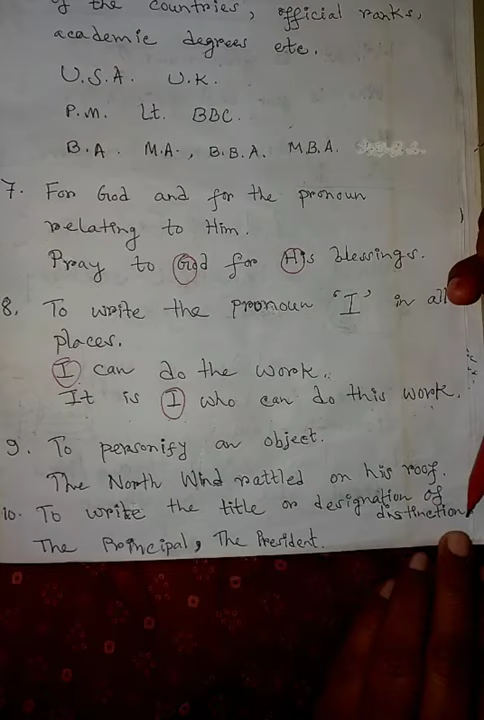 of the countries, official ranks,
academic degrees etc.
U.S.A. U.K.
P.M. Lt. BBC.
B.A. M.A., B.B.A. M.B.A.
7. For God and for the pronoun
relating to Him.
Pray to God for His blessings.
8. To write the pronoun 'I' in all
places.
I can do the work.
It is I who can do this work.
9. To personify an object.
The North Wind rattled on his roof.
10. To write the title or designation of
distinction
The Principal, The President.